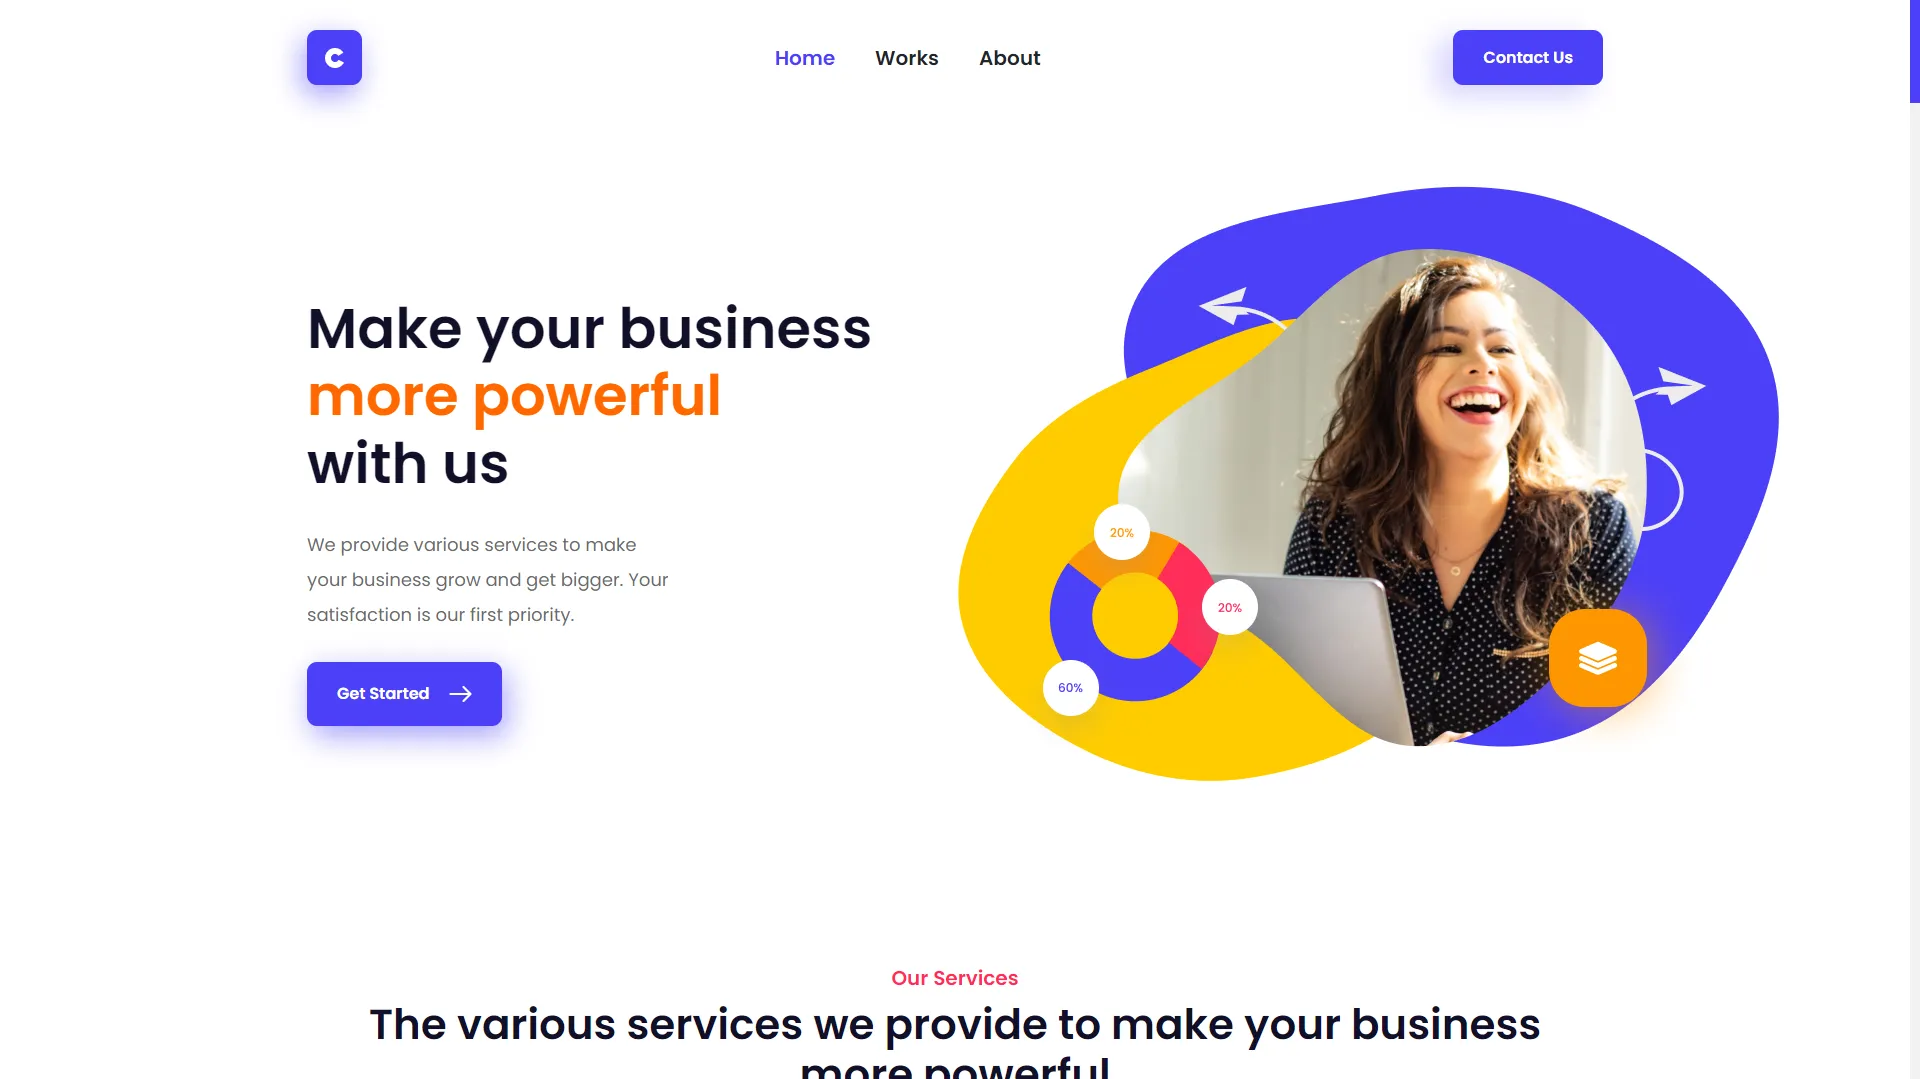 C
Home Works About
Contact Us
Make your business
more powerful
with us
We provide various services to make
your business grow and get bigger. Your
satisfaction is our first priority.
Get Started
20%
20%
60%
Our Services
The various services we provide to make your business
more powerful